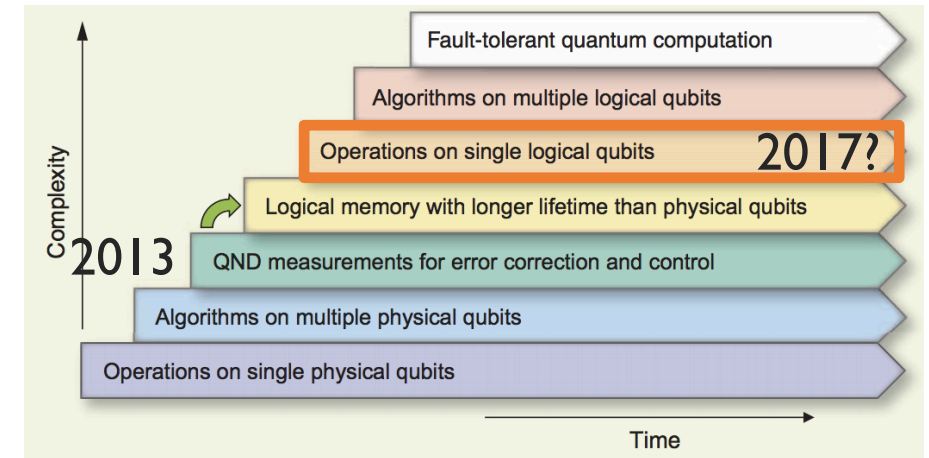 Fault-tolerant quantum computation
Algorithms on multiple logical qubits
Operations on single logical qubits 2017?
Logical memory with longer lifetime than physical qubits
2013 QND measurements for error correction and control
Algorithms on multiple physical qubits
Operations on single physical qubits
Complexity
Time